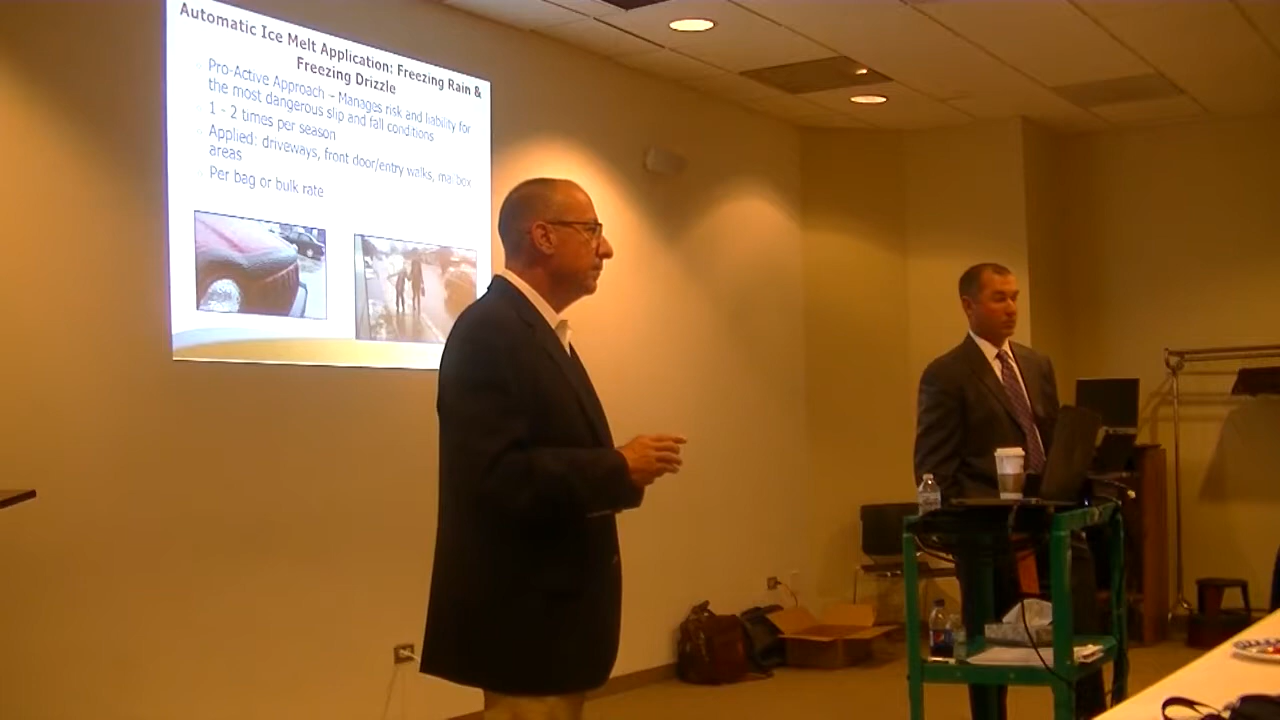 Automatic Ice Melt Application: Freezing Rain &
Freezing Drizzle
Pro-Active Approach – Manages risk and liability for
the most dangerous slip and fall conditions
1 - 2 times per season
Applied: driveways, front door/entry walks, mailbox
areas
Per bag or bulk rate